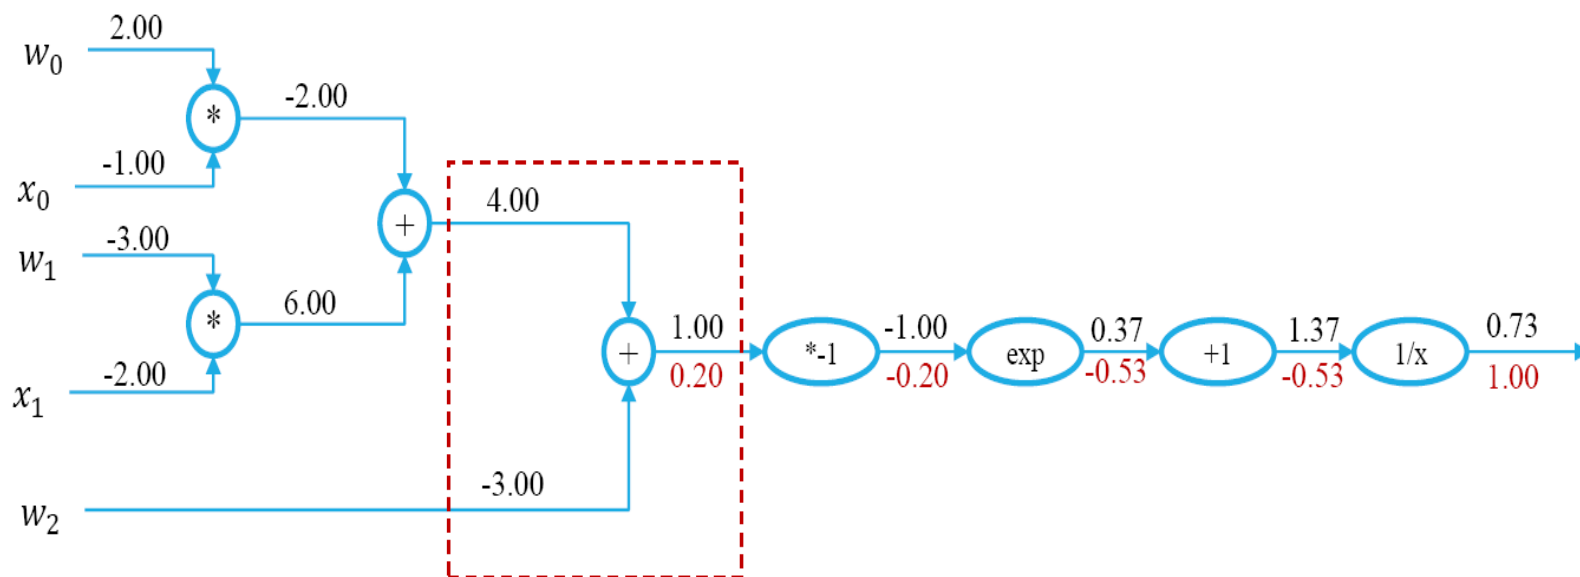 w₀ 2.00
*
-2.00
x₀ -1.00
w₁ -3.00
*
6.00
x₁ -2.00
+
4.00
w₂ -3.00
+
1.00
0.20
*-1
-1.00
-0.20
exp
0.37
-0.53
+1
1.37
-0.53
1/x
0.73
1.00